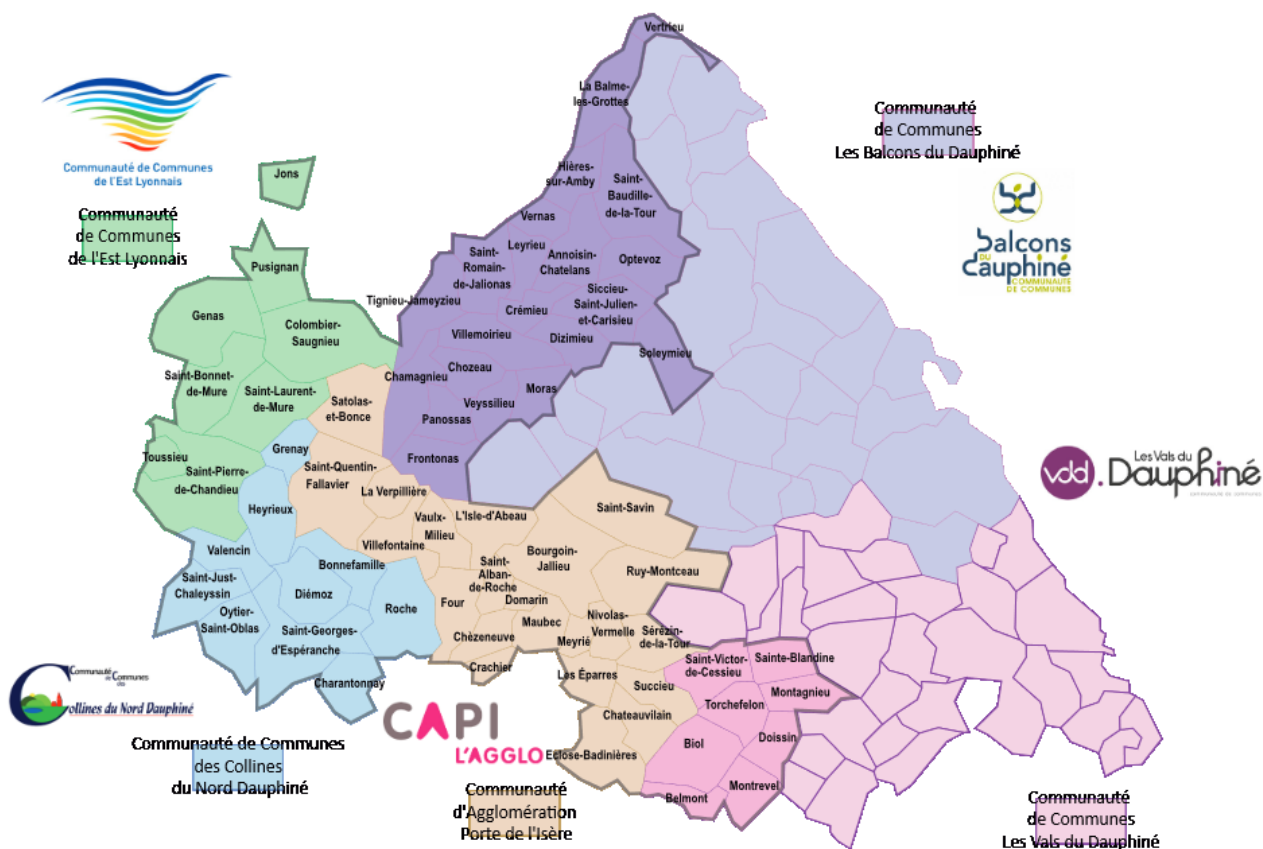 Vertrieu
La Balme-
les-Grottes
Communauté
de Communes
Les Balcons du Dauphiné
Communauté de Communes
de l'Est Lyonnais
Jons
Hières-
sur-Amby
Saint-
Baudille-
de-la-Tour
Communauté
de Communes
de l'Est Lyonnais
Vernas
balcons
DU
Dauphiné
COMMUNAUTÉ
DE COMMUNES
Pusignan
Leyrieu
Saint-
Romain-
de-Jalionas
Annoisin-
Chatelans
Optevoz
Tignieu-Jameyzieu
Siccieu-
Saint-Julien-
et-Carisieu
Genas
Colombier-
Saugnieu
Crémieu
Villemoirieu
Dizimieu
Soleymieu
Saint-Bonnet-
de-Mure
Saint-Laurent-
de-Mure
Chamagnieu
Chozeau
Moras
Satolas-
et-Bonce
Veyssilieu
Panossas
Grenay
Toussieu
Saint-Pierre-
de-Chandieu
Saint-Quentin-
Fallavier
Frontonas
La Verpillière
vdd
Les Vals du
.Dauphiné
communauté de communes
Heyrieux
Vaulx-
Milieu
L'Isle-d'Abeau
Saint-Savin
Valencin
Villefontaine
Bourgoin-
Jallieu
Bonnefamille
Saint-
Alban-
de-Roche
Ruy-Montceau
Saint-Just-
Chaleyssin
Diémoz
Roche
Four
Domarin
Oytier-
Saint-Oblas
Saint-Georges-
d'Espéranche
Chèzeneuve
Maubec
Meyrié
Nivolas-
Vermelle
Sérézin-
de-la-Tour
Crachier
Les Éparres
Saint-Victor-
de-Cessieu
Sainte-Blandine
Charantonnay
Succieu
Montagnieu
Communauté
de Communes
des
Collines du Nord Dauphiné
Torchefelon
Chateauvilain
CAPI
L'AGGLO
Biol
Doissin
Communauté de Communes
des Collines
du Nord Dauphiné
Eclose-Badinières
Communauté
d'Agglomération
Porte de l'Isère
Belmont
Montrevel
Communauté
de Communes
Les Vals du Dauphiné